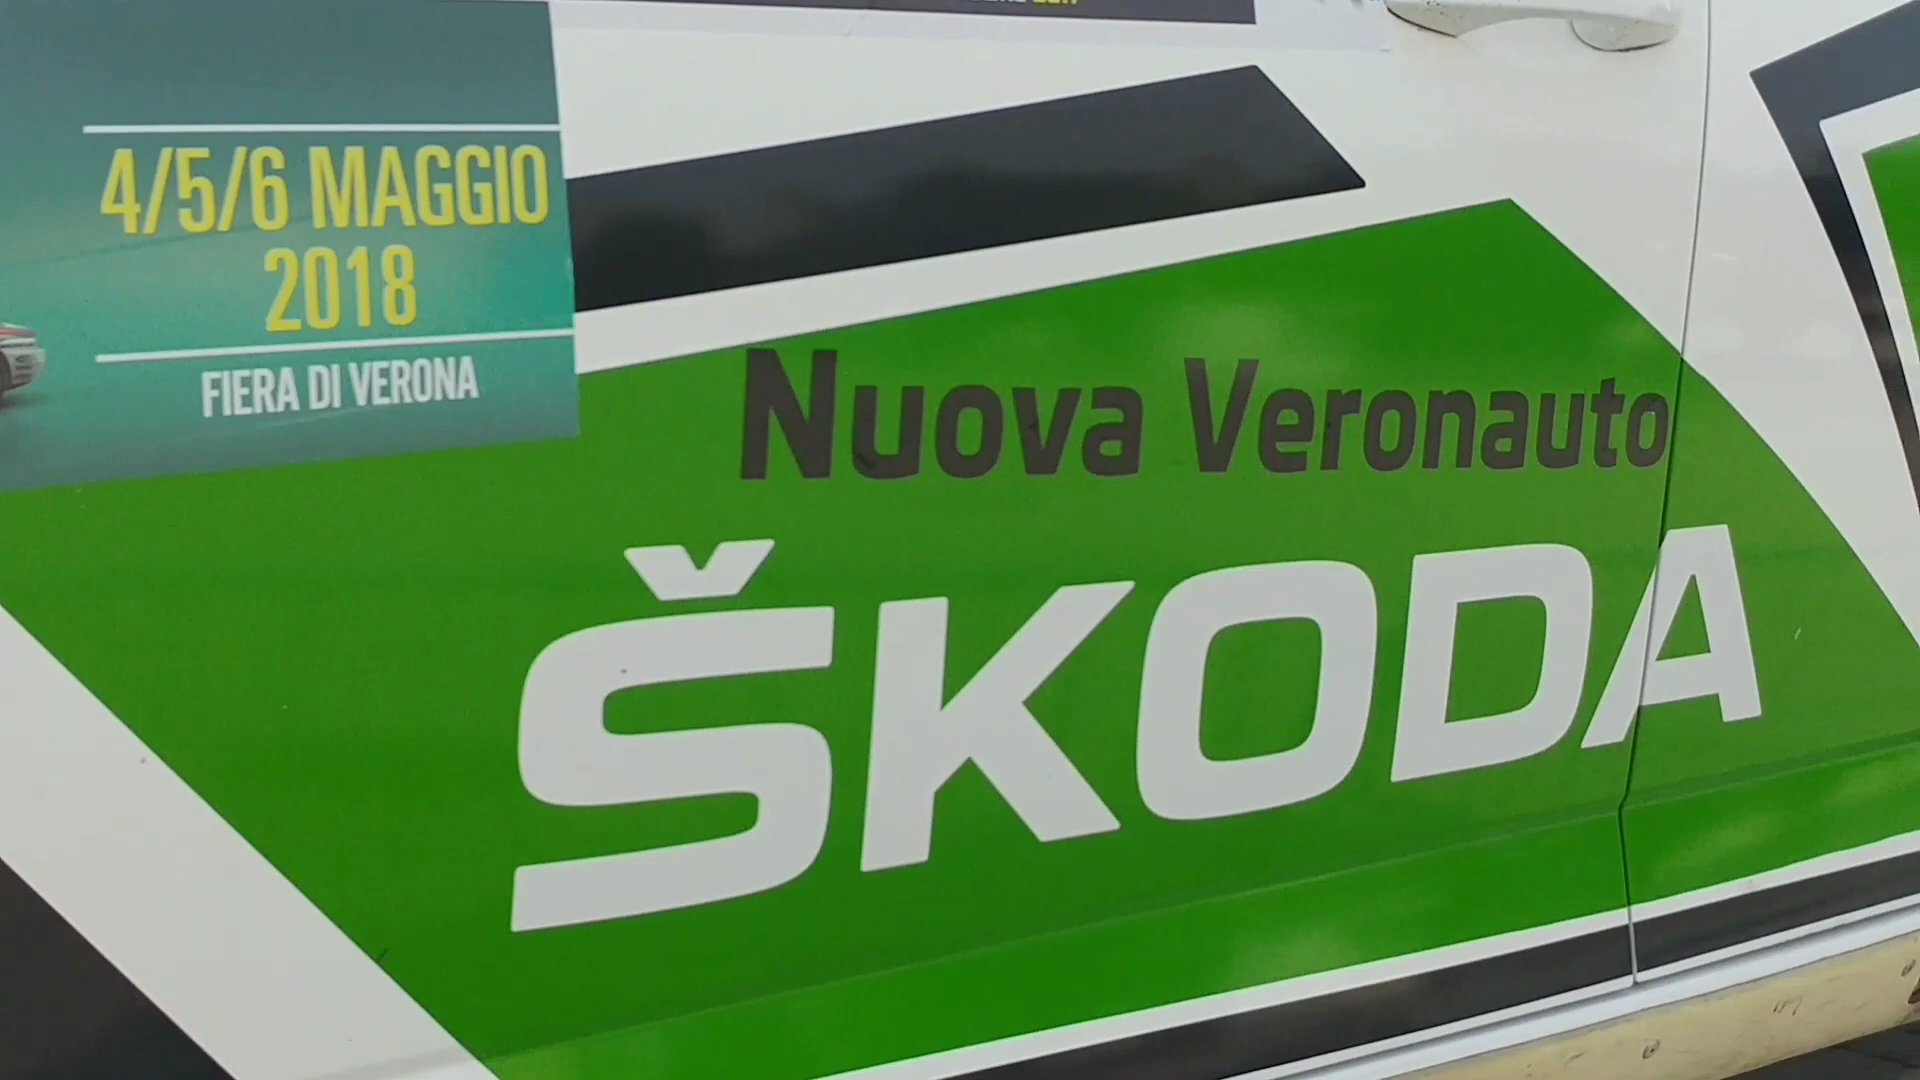 4/5/6 MAGGIO
2018
FIERA DI VERONA
Nuova Veronauto
ŠKODA